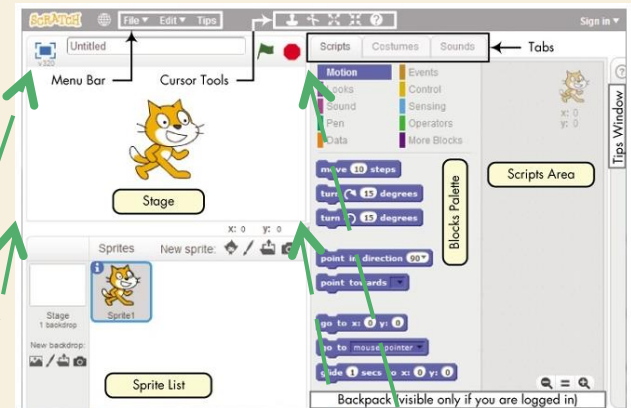 SCRATCH File Edit Tips Sign in
v320 Untitled
Scripts Costumes Sounds
Tabs
Menu Bar Cursor Tools
Motion Events
Looks Control
Sound Sensing
Pen Operators
Data More Blocks
x: 0
y: 0
Tips Window
move 10 steps
turn 15 degrees
turn 15 degrees
point in direction 90
point towards
go to x: 0 y: 0
go to mouse-pointer
glide 1 secs to x: 0 y: 0
Blocks Palette
Scripts Area
Stage
X: 0 y: 0
Sprites New sprite:
Stage
1 backdrop
Sprite1
New backdrop:
Sprite List
Backpack (visible only if you are logged in)